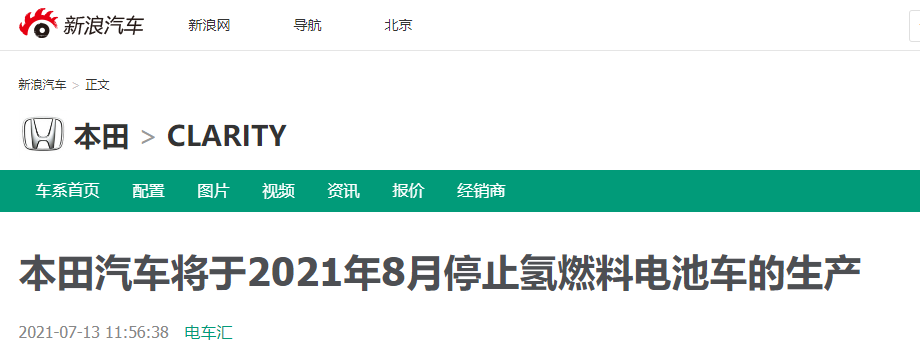 新浪汽车 新浪网 导航 北京
新浪汽车 > 正文
本田 > CLARITY
车系首页 配置 图片 视频 资讯 报价 经销商
本田汽车将于2021年8月停止氢燃料电池车的生产
2021-07-13 11:56:38 电车汇